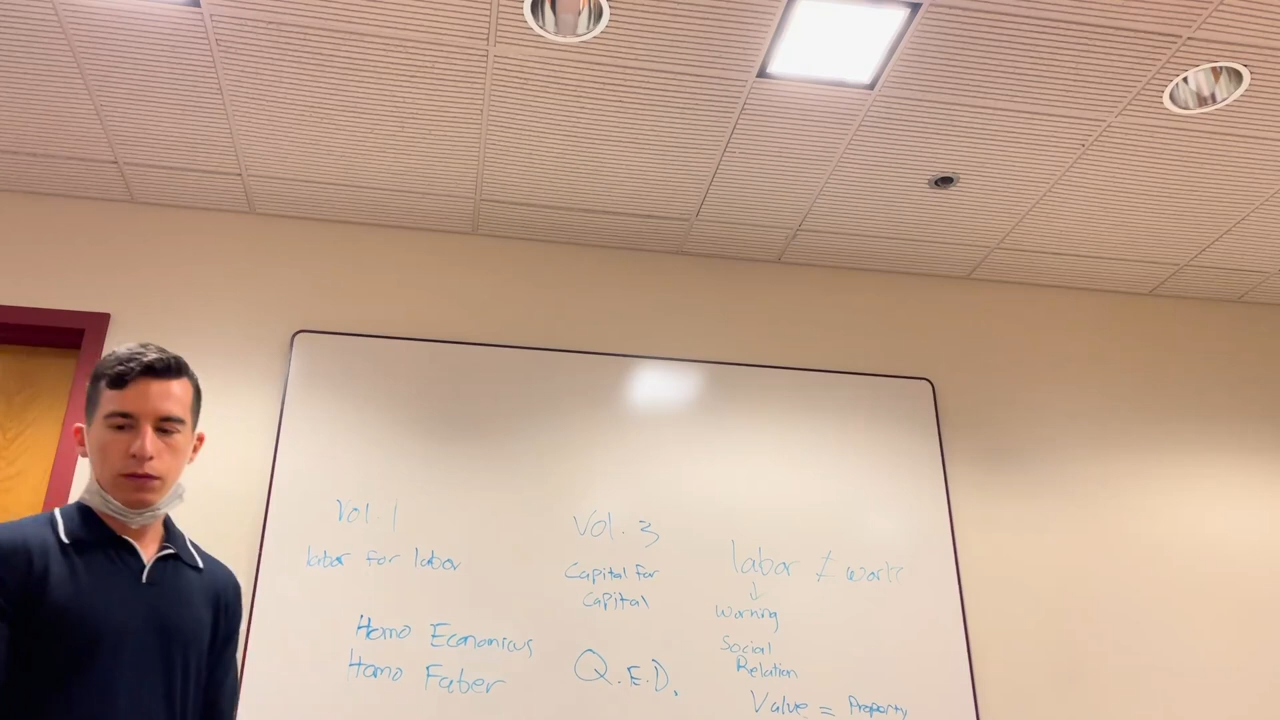 Vol. 1
labor for labor
Homo Economicus
Homo Faber
Vol. 3
Capital for
Capital
Q.E.D.
labor ≠ work
↓
Worning
Social
Relation
Value = Property